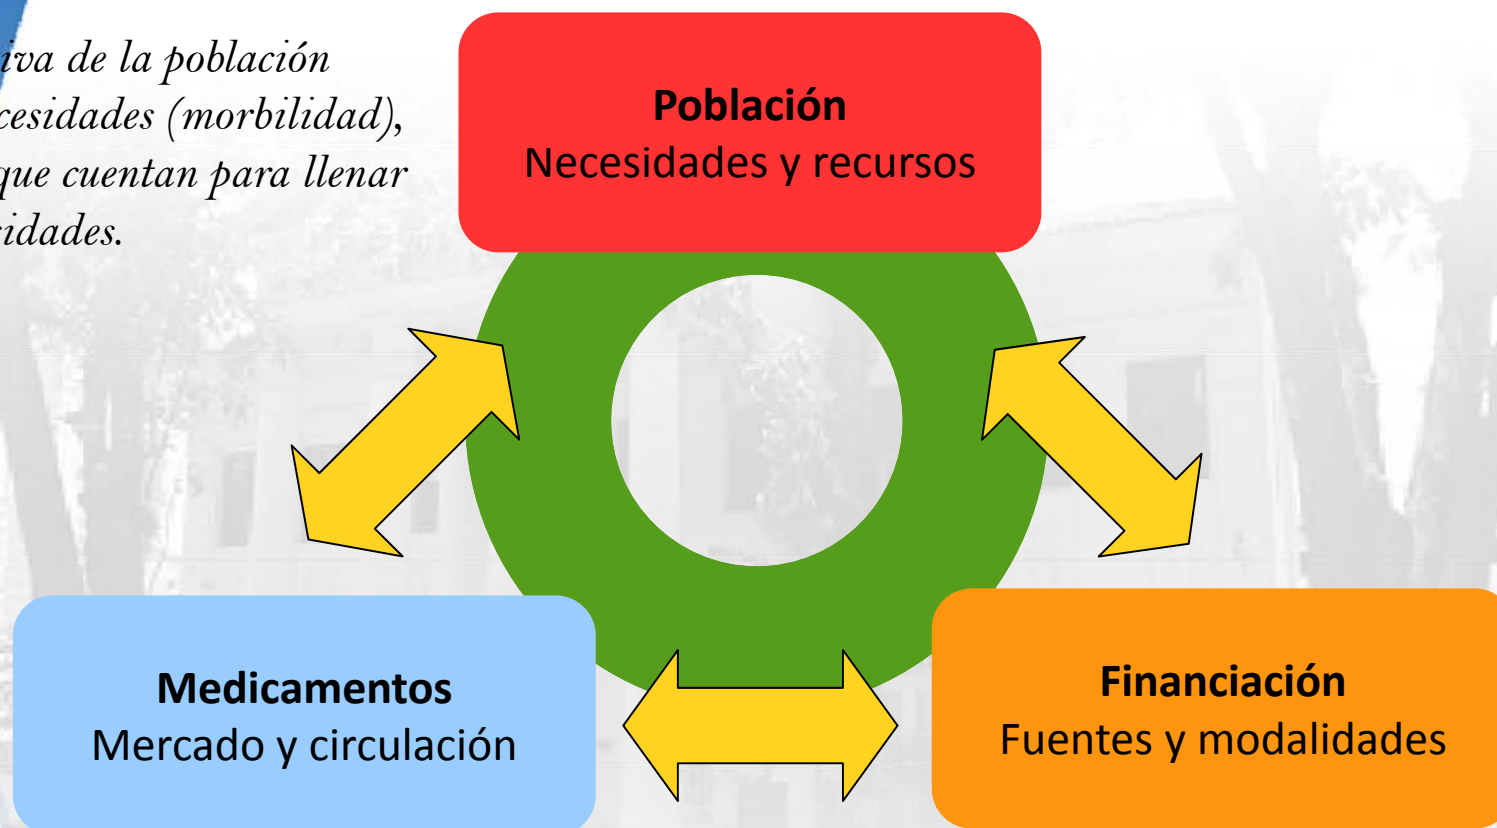 iva de la población
cesidades (morbilidad),
que cuentan para llenar
sidades.
Población
Necesidades y recursos
Medicamentos
Mercado y circulación
Financiación
Fuentes y modalidades